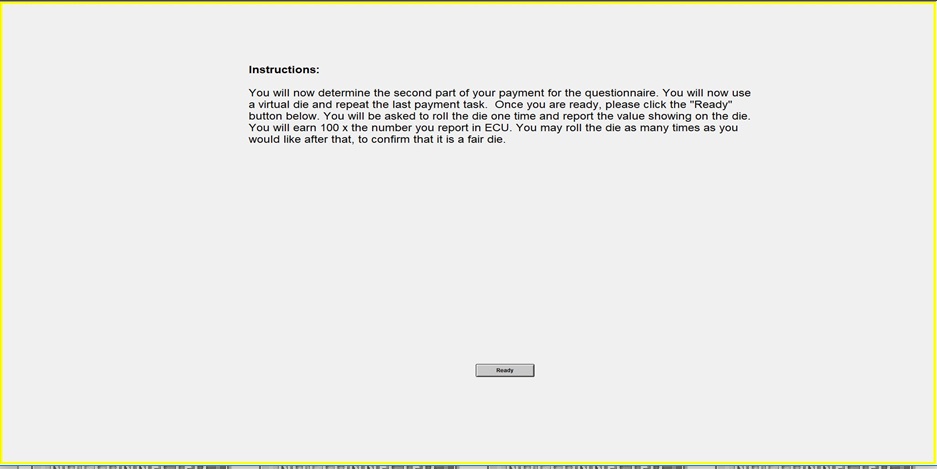 Instructions:
You will now determine the second part of your payment for the questionnaire. You will now use
a virtual die and repeat the last payment task.  Once you are ready, please click the "Ready"
button below. You will be asked to roll the die one time and report the value showing on the die.
You will earn 100 x the number you report in ECU. You may roll the die as many times as you
would like after that, to confirm that it is a fair die.
Ready